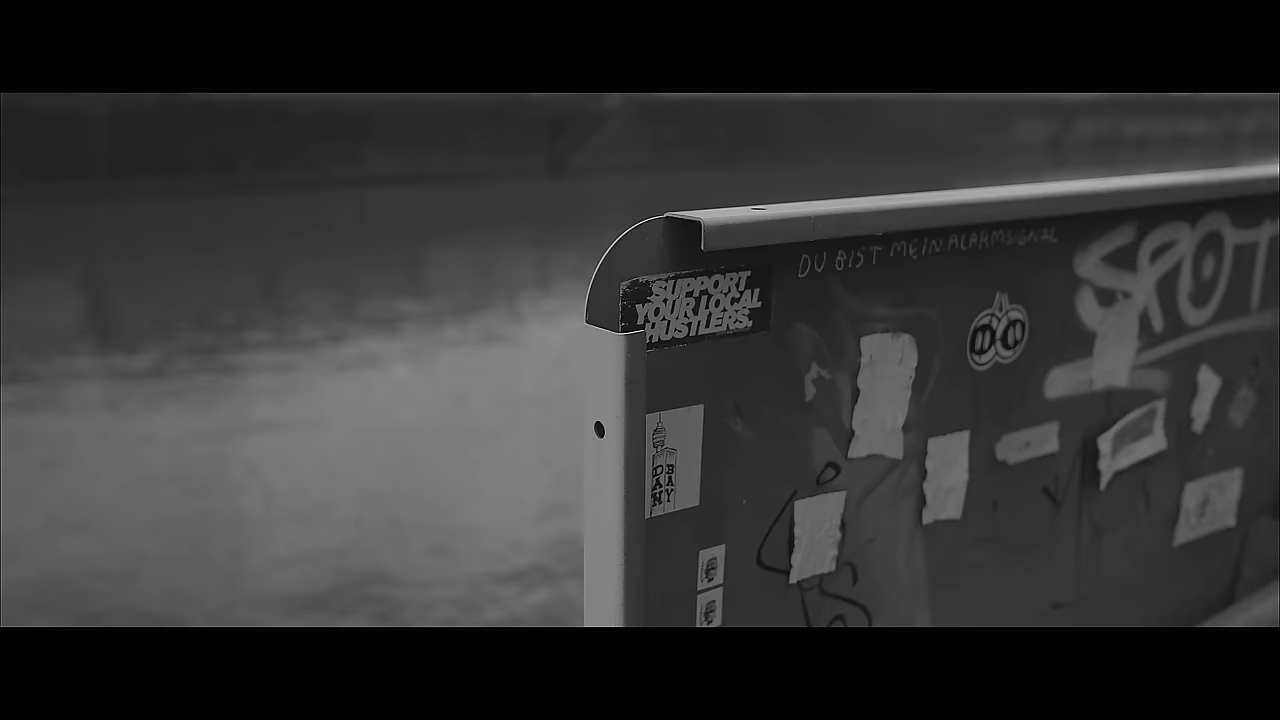 DU BIST MEIN ALARMSIGNAL
SPOT
SUPPORT
YOUR LOCAL
HUSTLERS.
DAN
BAY